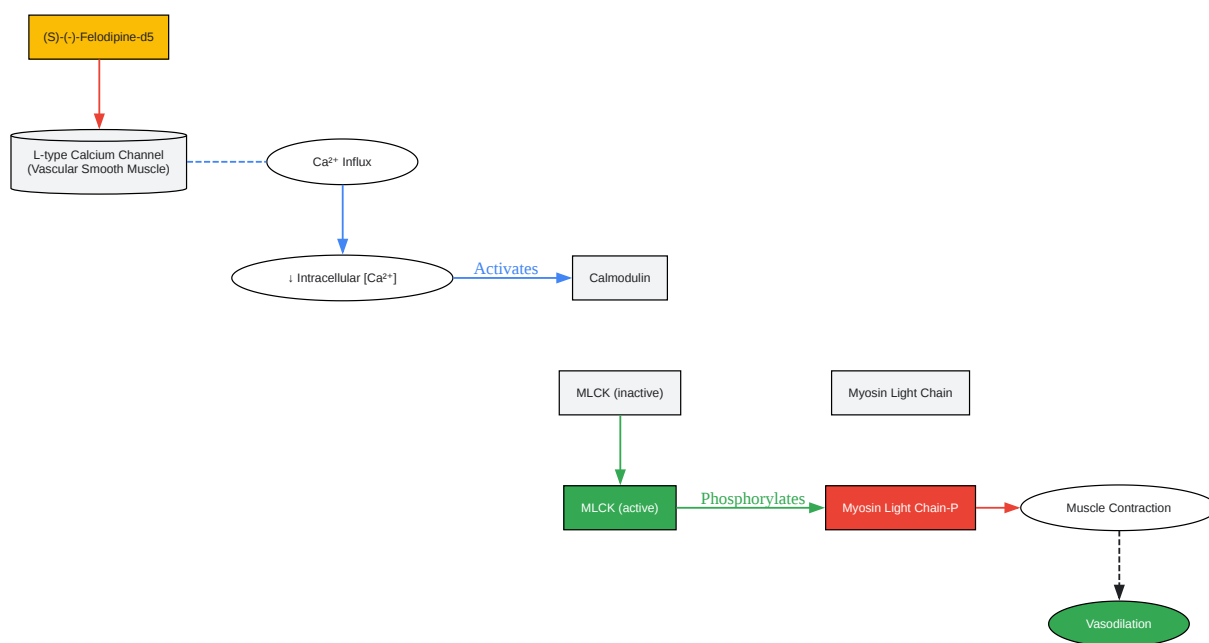 (S)-(-)-Felodipine-d5
L-type Calcium Channel
(Vascular Smooth Muscle)
Ca²⁺ Influx
↓ Intracellular [Ca²⁺]
Activates
Calmodulin
MLCK (inactive)
Myosin Light Chain
MLCK (active)
Phosphorylates
Myosin Light Chain-P
Muscle Contraction
Vasodilation